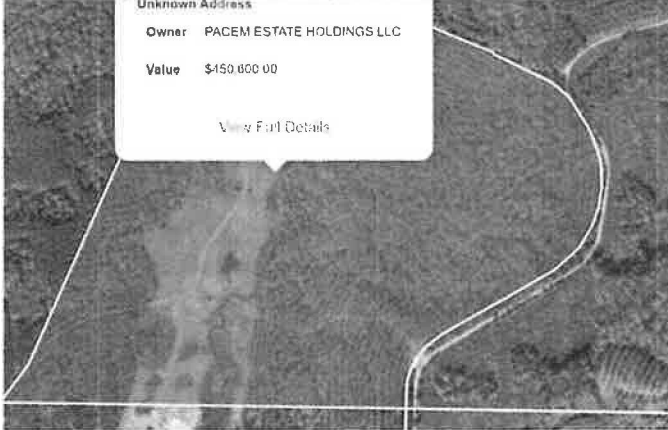 Unknown Address
Owner PACEM ESTATE HOLDINGS LLC
Value $450,600.00
View Full Details